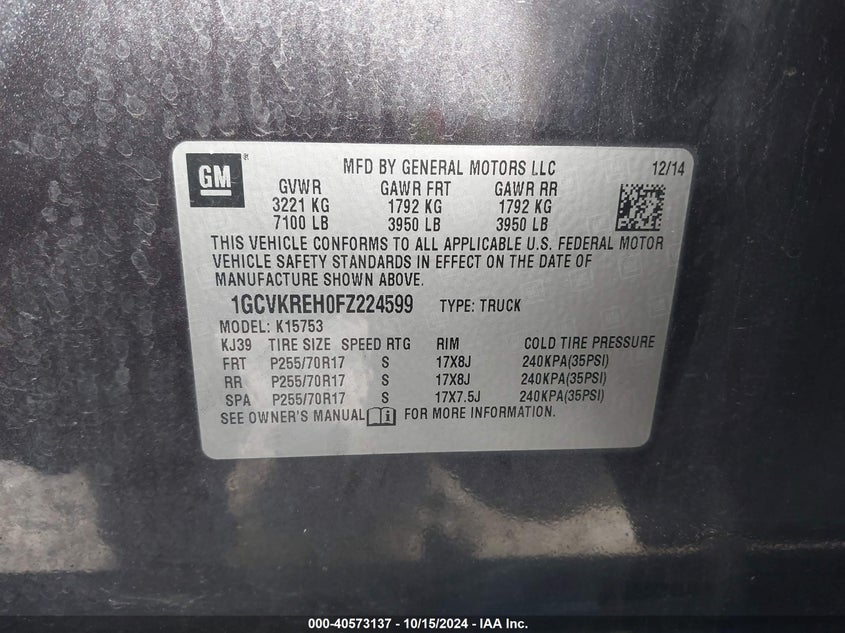 GM
MFD BY GENERAL MOTORS LLC 12/14
GVWR GAWR FRT GAWR RR
3221 KG 1792 KG 1792 KG
7100 LB 3950 LB 3950 LB
THIS VEHICLE CONFORMS TO ALL APPLICABLE U.S. FEDERAL MOTOR
VEHICLE SAFETY STANDARDS IN EFFECT ON THE DATE OF
MANUFACTURE SHOWN ABOVE.
1GCVKREH0FZ224599 TYPE: TRUCK
MODEL: K15753
KJ39 TIRE SIZE SPEED RTG RIM COLD TIRE PRESSURE
FRT P255/70R17 S 17X8J 240KPA(35PSI)
RR P255/70R17 S 17X8J 240KPA(35PSI)
SPA P255/70R17 S 17X7.5J 240KPA(35PSI)
SEE OWNER'S MANUAL i FOR MORE INFORMATION.
000-40573137 - 10/15/2024 - IAA Inc.